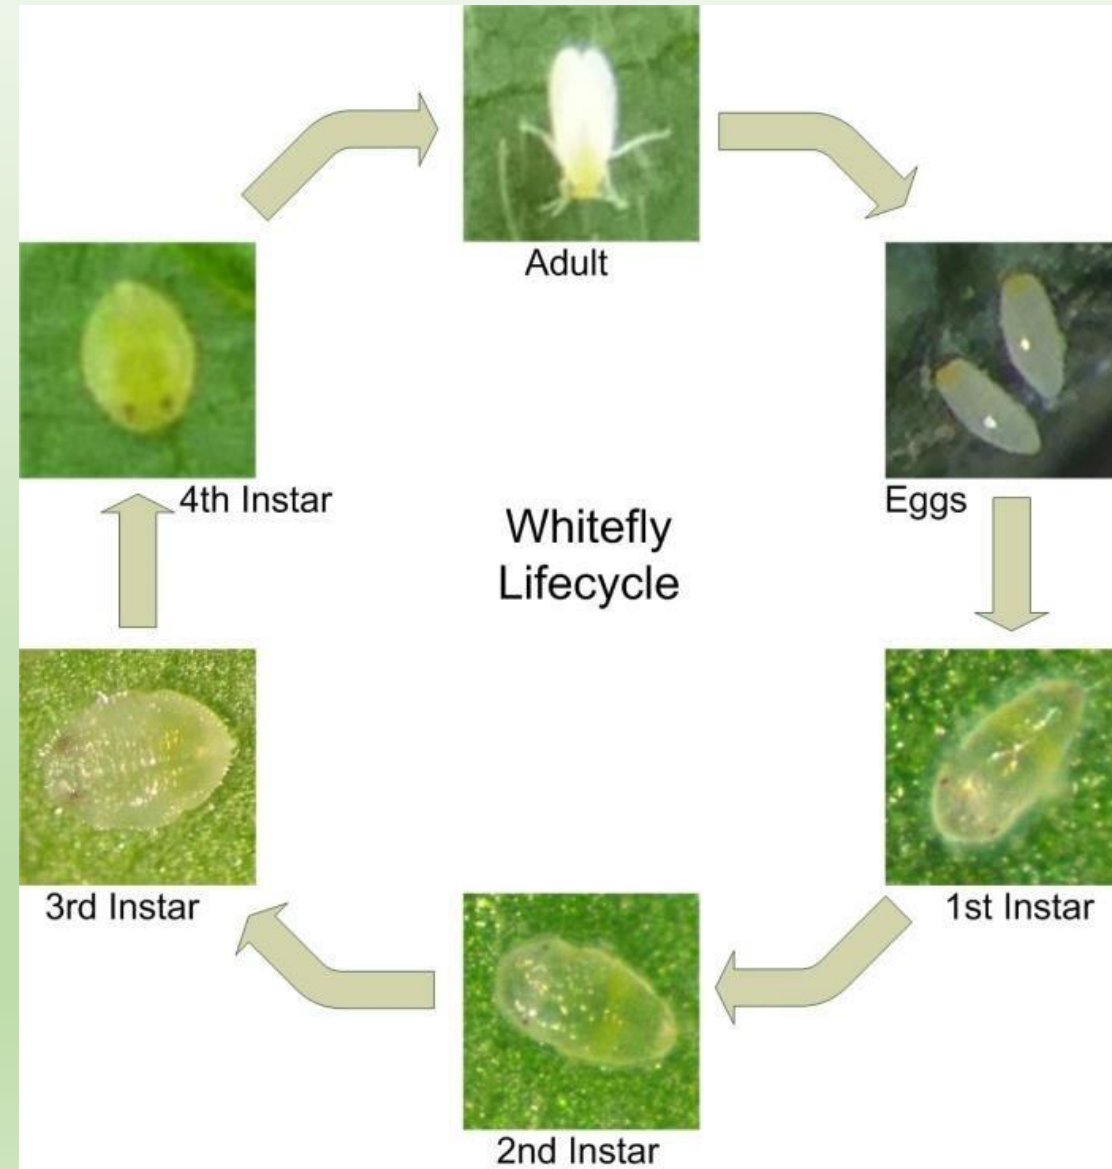 Adult
Eggs
1st Instar
2nd Instar
3rd Instar
4th Instar
Whitefly
Lifecycle